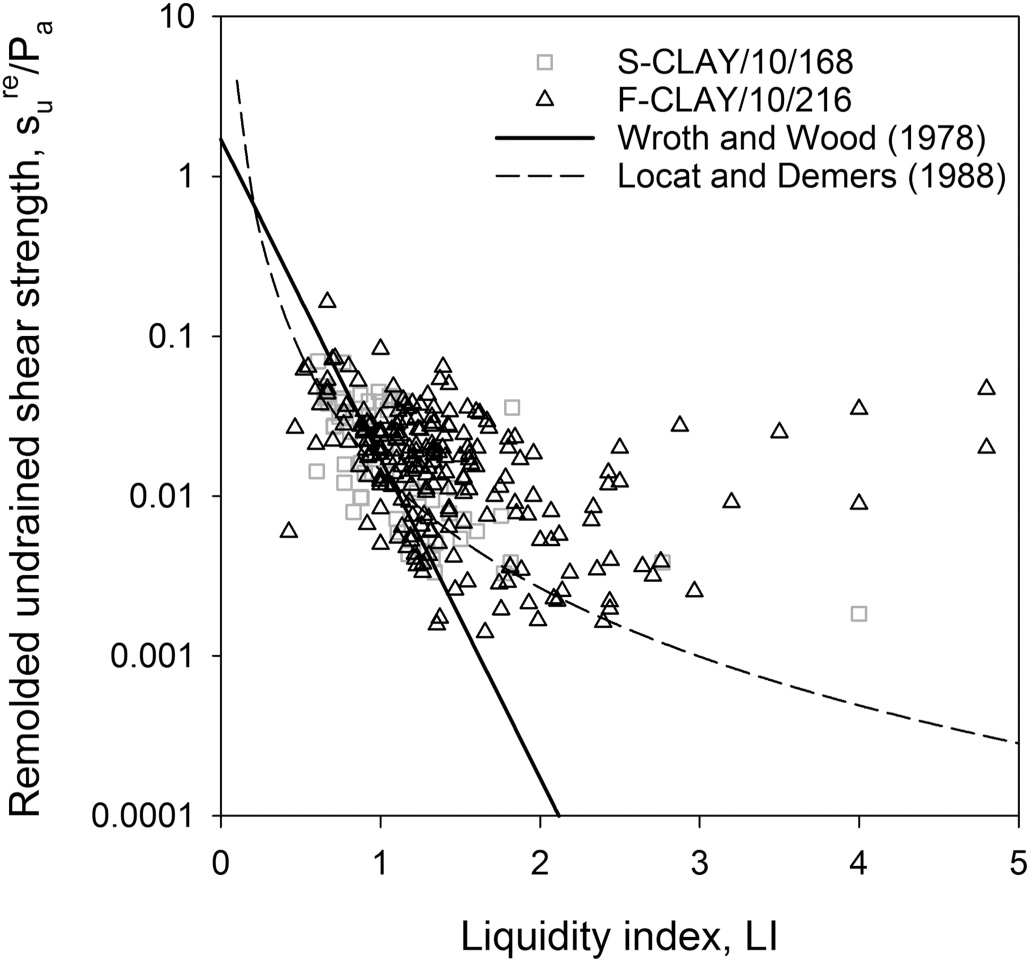 Remolded undrained shear strength, su^re/Pa
10
1
0.1
0.01
0.001
0.0001
S-CLAY/10/168
F-CLAY/10/216
Wroth and Wood (1978)
Locat and Demers (1988)
0 1 2 3 4 5
Liquidity index, LI